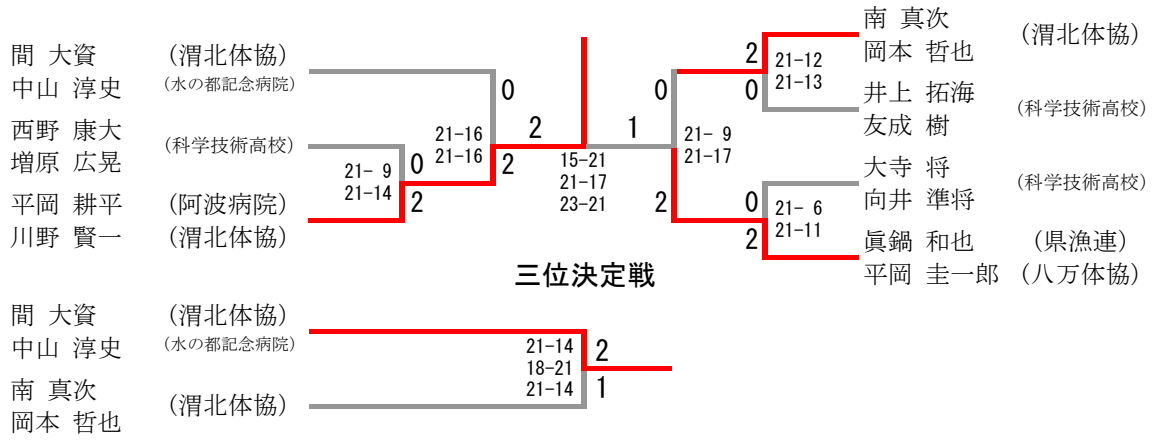 間 大資 (渭北体協)
中山 淳史 (水の都記念病院)
西野 康大
増原 広晃
(科学技術高校)
平岡 耕平 (阿波病院)
川野 賢一 (渭北体協)
21- 9
21-14
0
2
21-16
21-16
0
2
2
1
15-21
21-17
23-21
0
2
21- 9
21-17
2
0
21-12
21-13
0
2
21- 6
21-11
南 真次
岡本 哲也
(渭北体協)
井上 拓海
友成 樹
(科学技術高校)
大寺 将
向井 準将
(科学技術高校)
眞鍋 和也 (県漁連)
平岡 圭一郎 (八万体協)
三位決定戦
間 大資 (渭北体協)
中山 淳史 (水の都記念病院)
南 真次
岡本 哲也
(渭北体協)
21-14
18-21
21-14
2
1